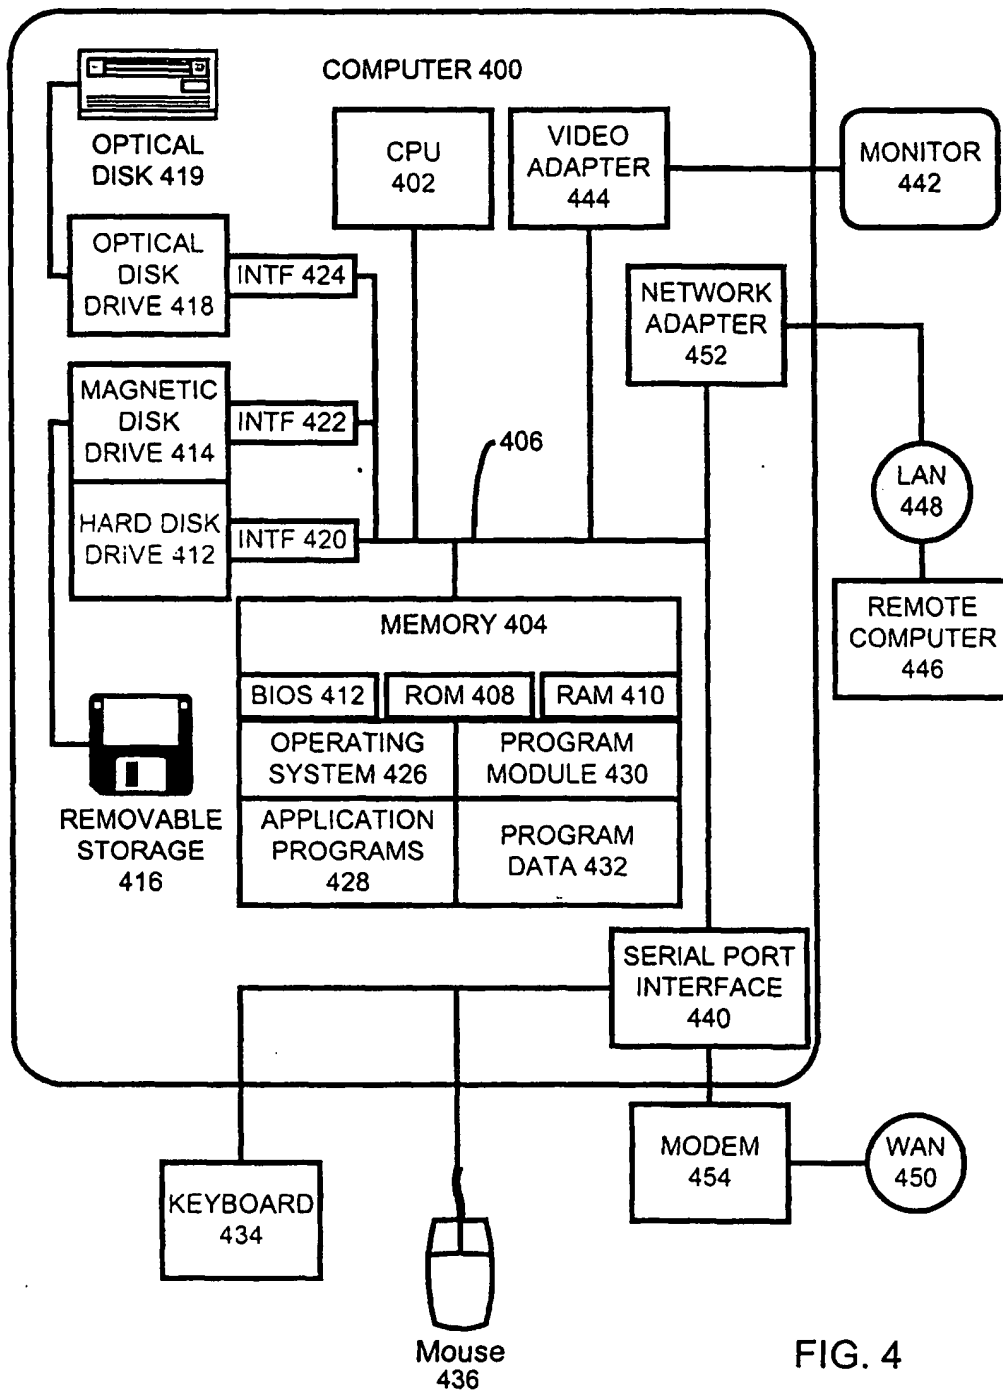 COMPUTER 400
OPTICAL
DISK 419
CPU
402
VIDEO
ADAPTER
444
MONITOR
442
OPTICAL
DISK
DRIVE 418
INTF 424
NETWORK
ADAPTER
452
MAGNETIC
DISK
DRIVE 414
INTF 422
406
LAN
448
HARD DISK
DRIVE 412
INTF 420
REMOTE
COMPUTER
446
MEMORY 404
BIOS 412
ROM 408
RAM 410
OPERATING
SYSTEM 426
PROGRAM
MODULE 430
REMOVABLE
STORAGE
416
APPLICATION
PROGRAMS
428
PROGRAM
DATA 432
SERIAL PORT
INTERFACE
440
MODEM
454
WAN
450
KEYBOARD
434
Mouse
436
FIG. 4